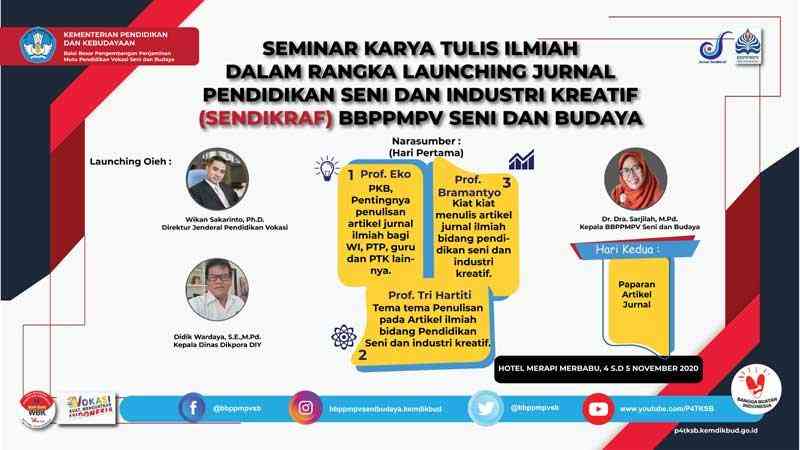 KEMENTERIAN PENDIDIKAN
DAN KEBUDAYAAN
Balai Besar Pengembangan Penjaminan
Mutu Pendidikan Vokasi Seni dan Budaya
SEMINAR KARYA TULIS ILMIAH
DALAM RANGKA LAUNCHING JURNAL
PENDIDIKAN SENI DAN INDUSTRI KREATIF
(SENDIKRAF) BBPPMPV SENI DAN BUDAYA
Launching Oleh :
Wikan Sakarinto, Ph.D.
Direktur Jenderal Pendidikan Vokasi
Didik Wardaya, S.E.,M.Pd.
Kepala Dinas Dikpora DIY
Narasumber :
(Hari Pertama)
1 Prof. Eko
PKB,
Pentingnya
penulisan
artikel jurnal
ilmiah bagi
WI, PTP, guru
dan PTK lain-
nya.
Prof. 3
Bramantyo
Kiat kiat
menulis artikel
jurnal ilmiah
bidang pendi-
dikan seni dan
industri
kreatif.
Prof. Tri Hartiti
Tema tema Penulisan
pada Artikel ilmiah
bidang Pendidikan
Seni dan industri kreatif.
2
Dr. Dra. Sarjilah, M.Pd.
Kepala BBPPMPV Seni dan Budaya
Hari Kedua :
Paparan
Artikel
Jurnal
HOTEL MERAPI MERBABU, 4 S.D 5 NOVEMBER 2020
WBK
VOKASI
@bbppmpvsb
bbppmpvsenbudaya.kemdikbud
@bbppmpvsb
www.youtube.com/P4TKSB
BANGGA BUATAN
INDONESIA
p4tksb.kemdikbud.go.id